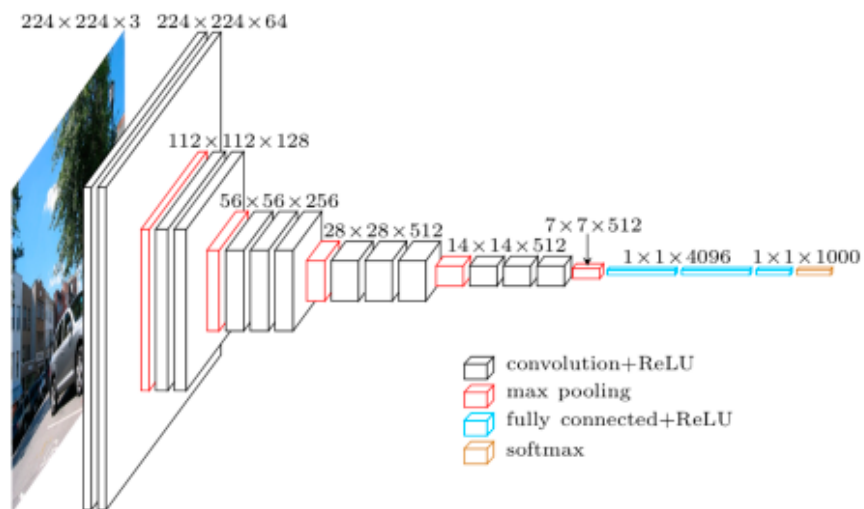 224×224×3
224×224×64
112×112×128
56×56×256
28×28×512
14×14×512
7×7×512
1×1×4096
1×1×1000
convolution+ReLU
max pooling
fully connected+ReLU
softmax